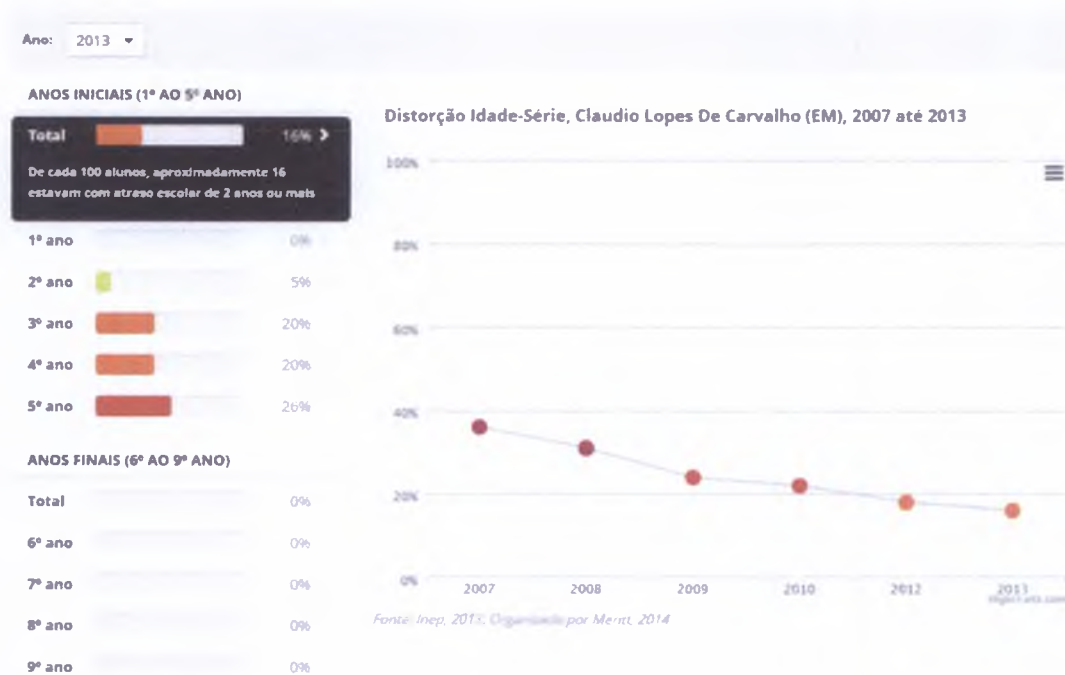 Ano: 2013
ANOS INICIAIS (1º AO 5º ANO)
Total 16%
De cada 100 alunos, aproximadamente 16
estavam com atraso escolar de 2 anos ou mais
1º ano 0%
2º ano 5%
3º ano 20%
4º ano 20%
5º ano 26%
ANOS FINAIS (6º AO 9º ANO)
Total 0%
6º ano 0%
7º ano 0%
8º ano 0%
9º ano 0%
Distorção Idade-Série, Claudio Lopes De Carvalho (EM), 2007 até 2013
100%
80%
60%
40%
20%
0%
2007 2008 2009 2010 2012 2013
Fonte: Inep, 2013. Organizado por Meritt, 2014